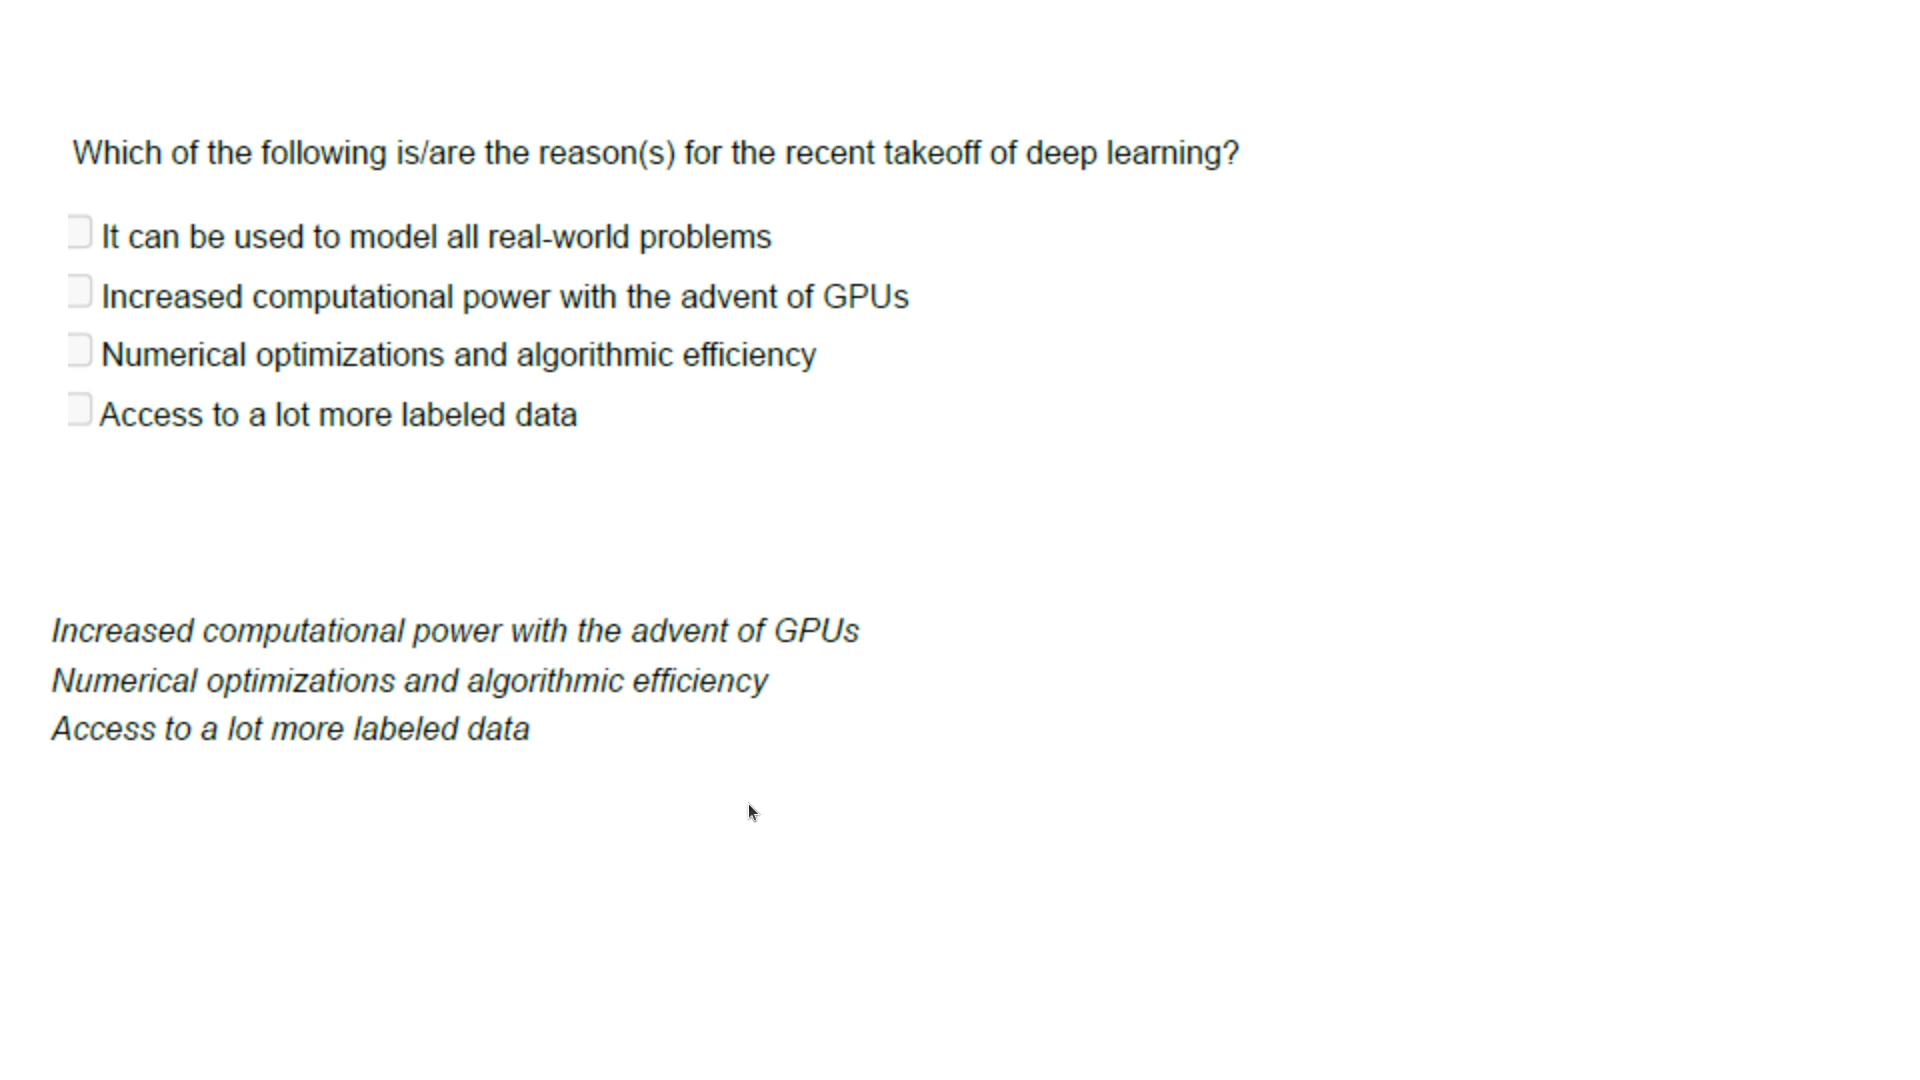 Which of the following is/are the reason(s) for the recent takeoff of deep learning?
It can be used to model all real-world problems
Increased computational power with the advent of GPUs
Numerical optimizations and algorithmic efficiency
Access to a lot more labeled data
Increased computational power with the advent of GPUs
Numerical optimizations and algorithmic efficiency
Access to a lot more labeled data